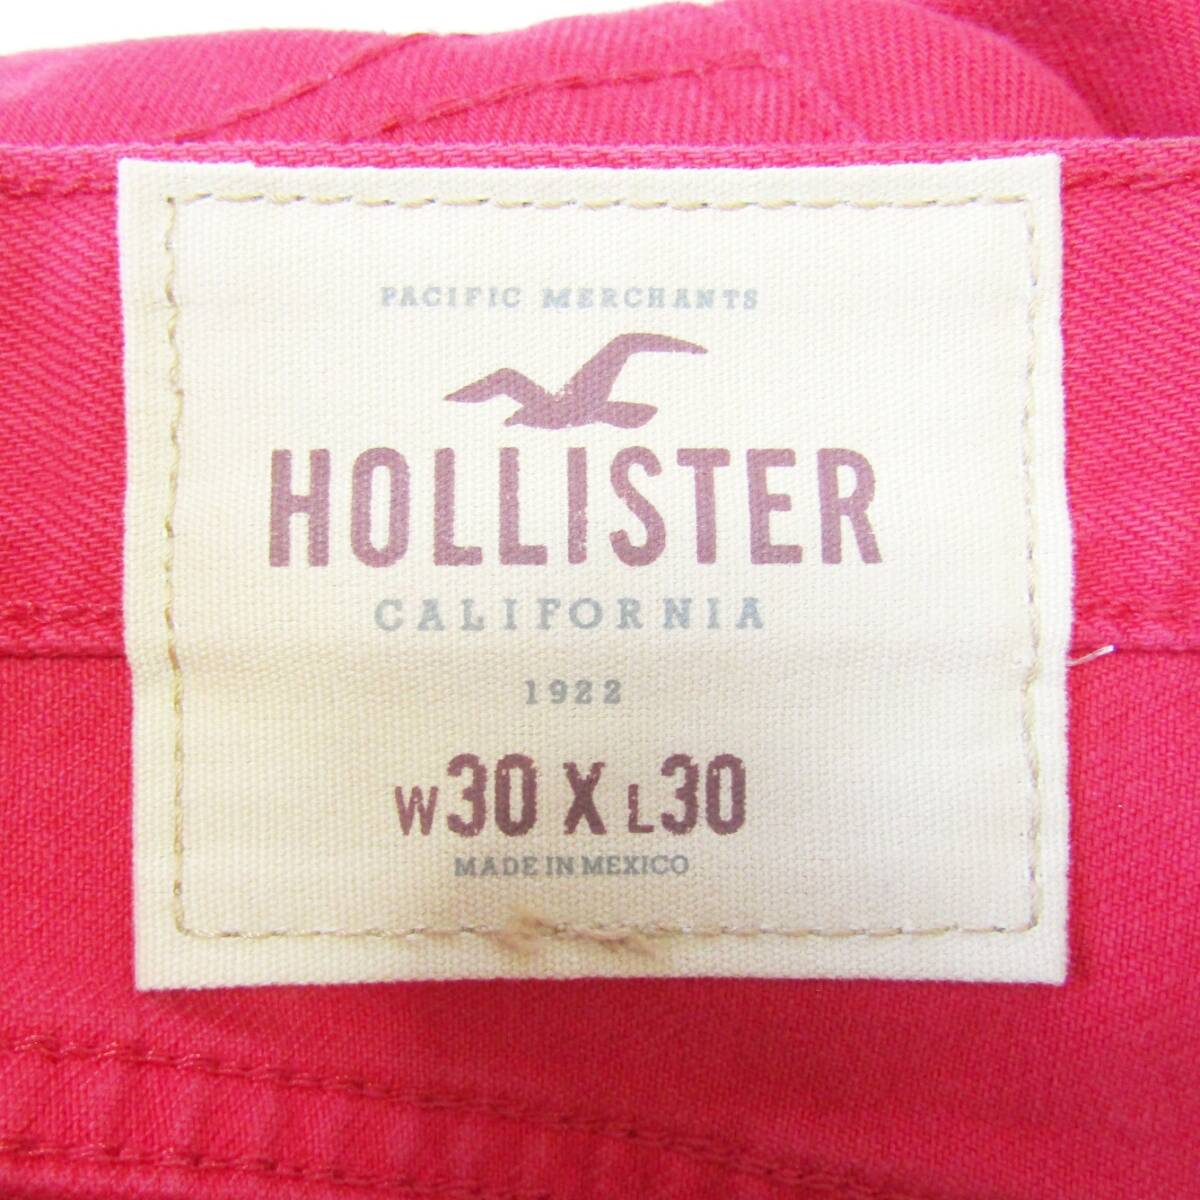 PACIFIC MERCHANTS
HOLLISTER
CALIFORNIA
1922
W30 X L30
MADE IN MEXICO